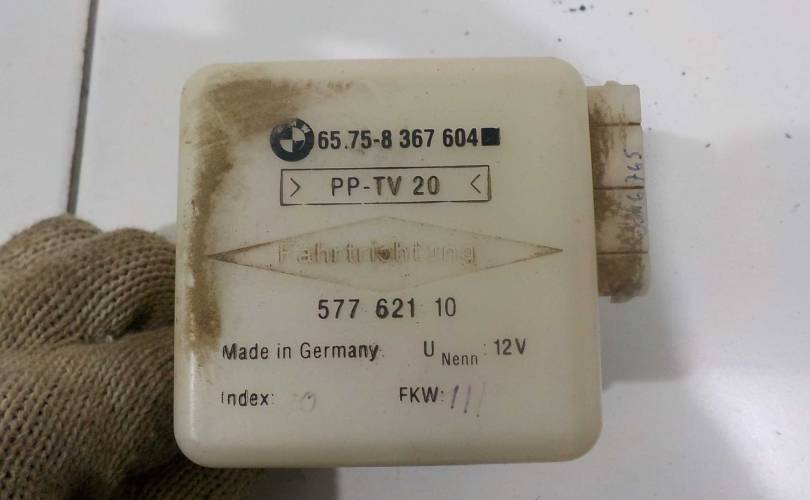 65.75-8 367 604
> PP-TV 20 <
Fahrtrichtung
577 621 10
Made in Germany U Nenn: 12V
Index:
FKW: